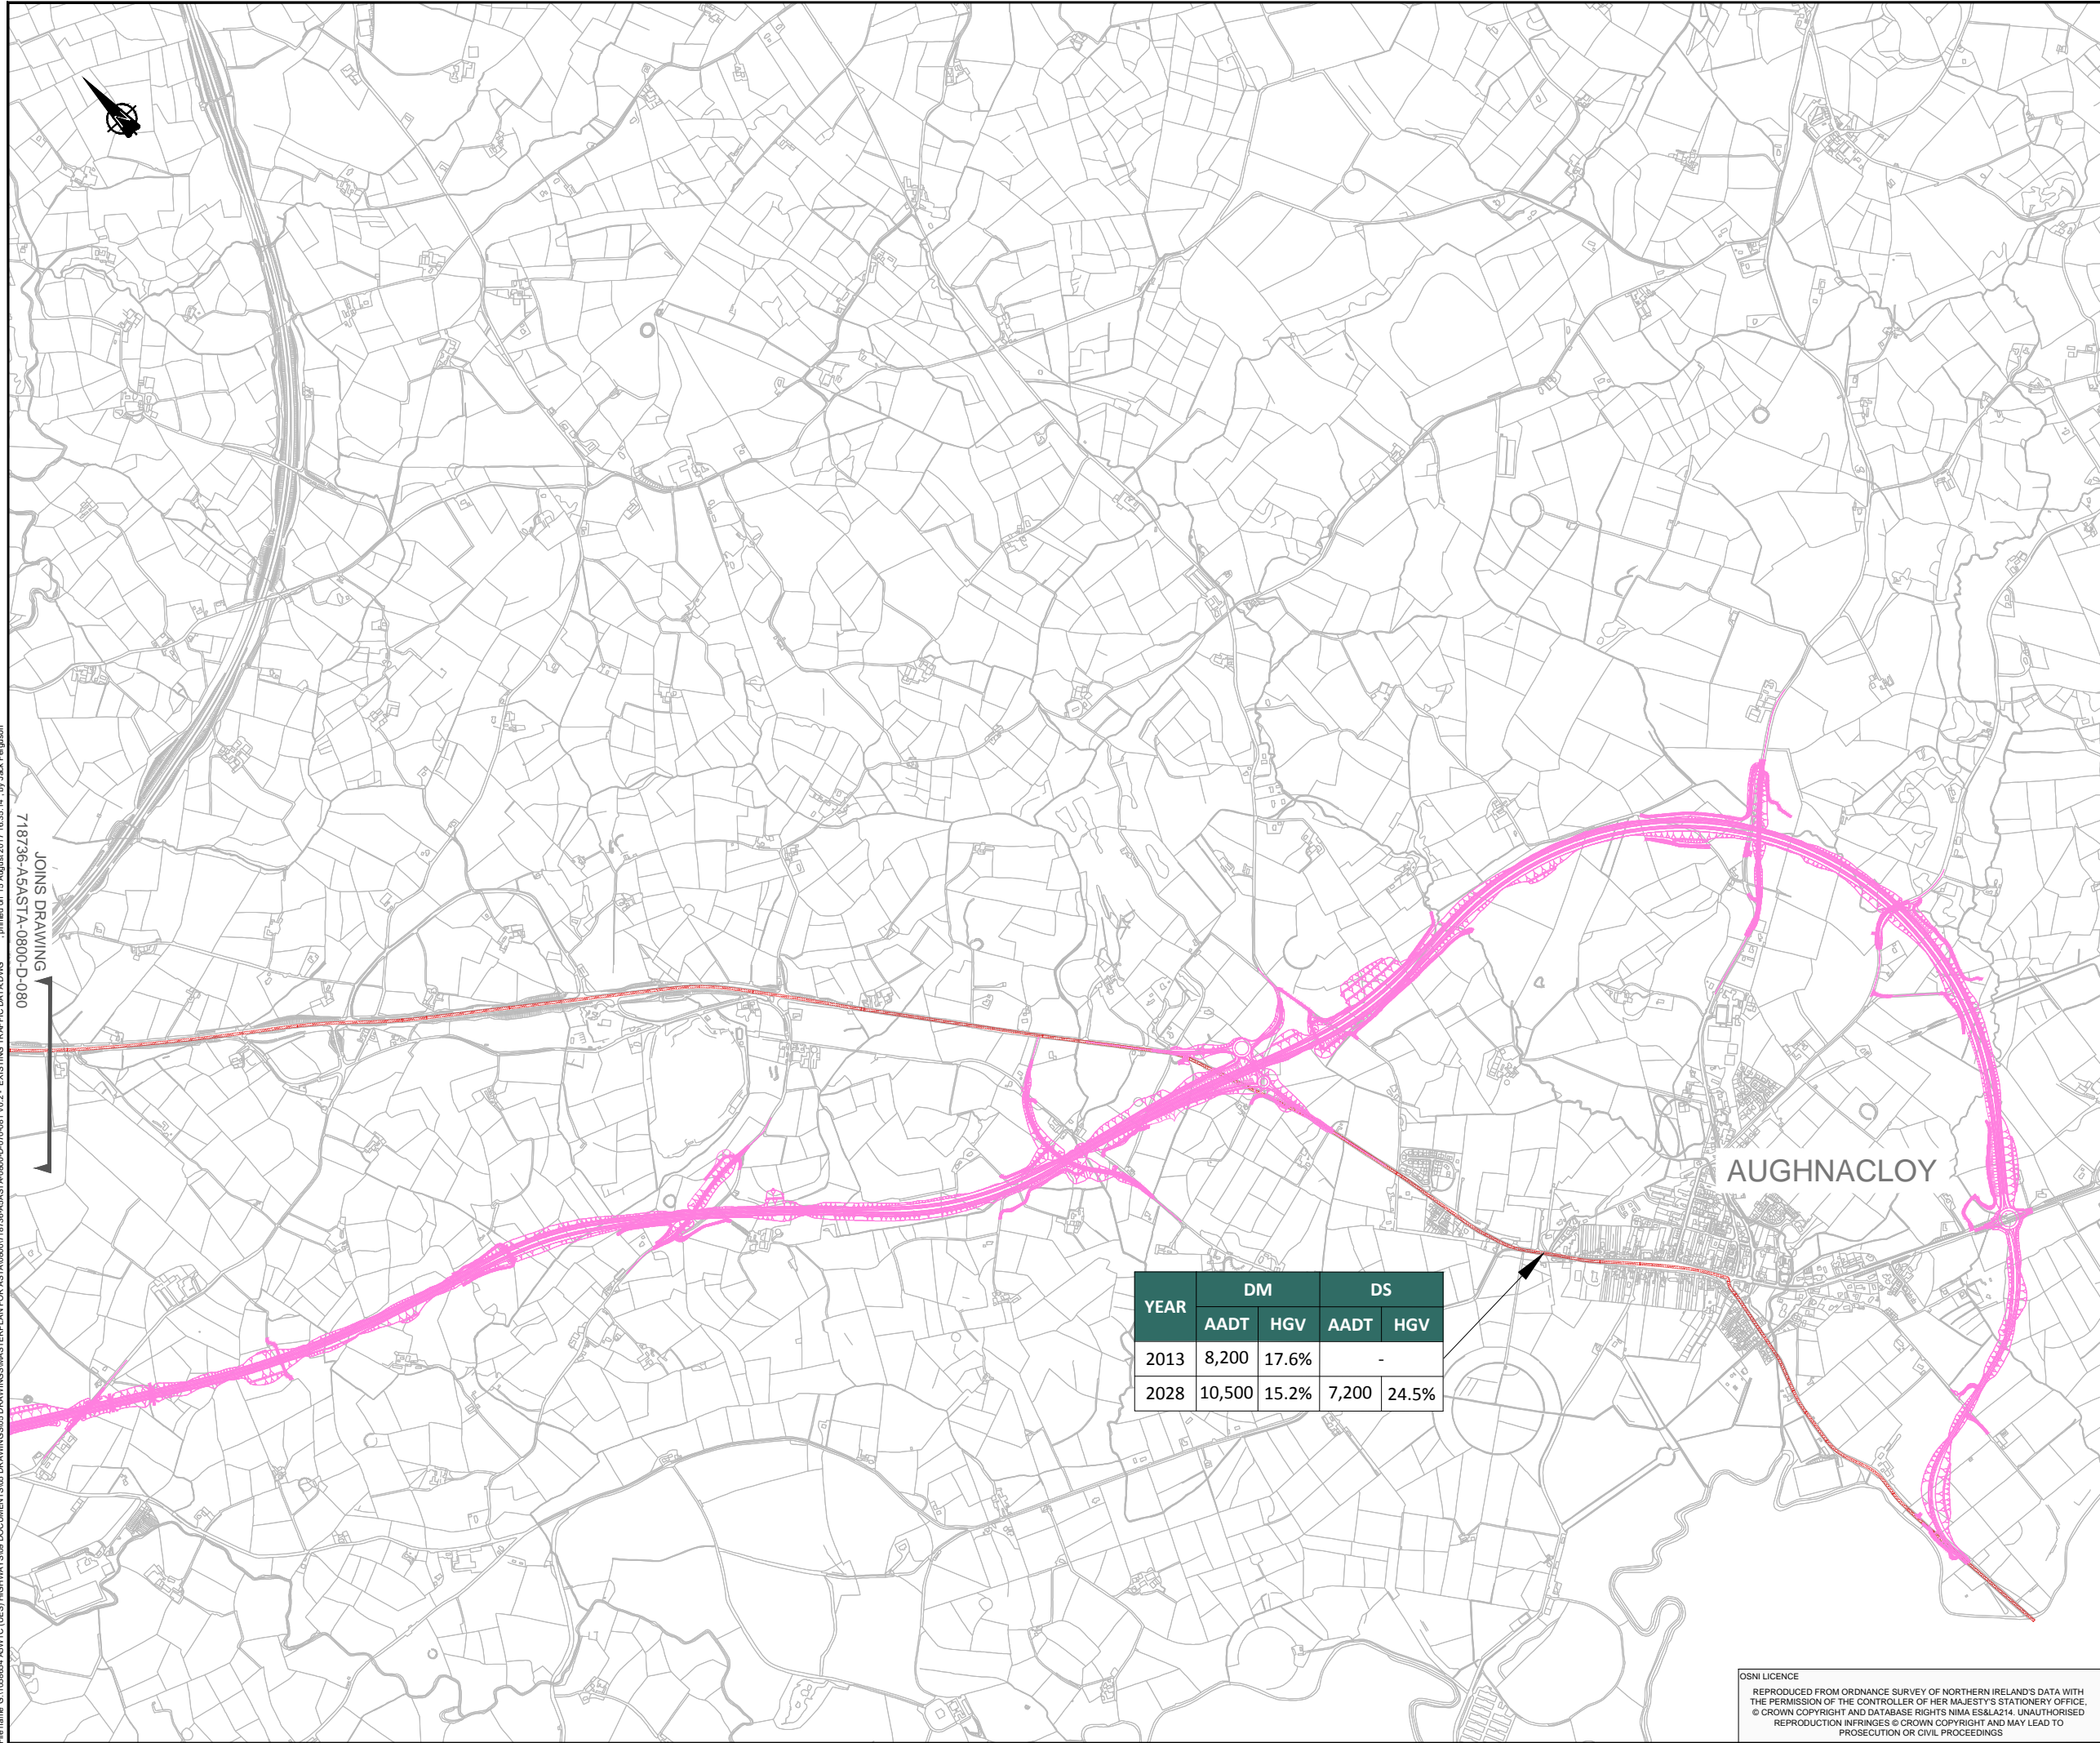 JOINS DRAWING
718736-A5ASTA-0800-D-080
AUGHNACLOY
YEAR DM DS
AADT HGV AADT HGV
2013 8,200 17.6% -
2028 10,500 15.2% 7,200 24.5%
OSNI LICENCE
REPRODUCED FROM ORDNANCE SURVEY OF NORTHERN IRELAND'S DATA WITH
THE PERMISSION OF THE CONTROLLER OF HER MAJESTY'S STATIONERY OFFICE,
© CROWN COPYRIGHT AND DATABASE RIGHTS NIMA ES&LA214. UNAUTHORISED
REPRODUCTION INFRINGES © CROWN COPYRIGHT AND MAY LEAD TO
PROSECUTION OR CIVIL PROCEEDINGS